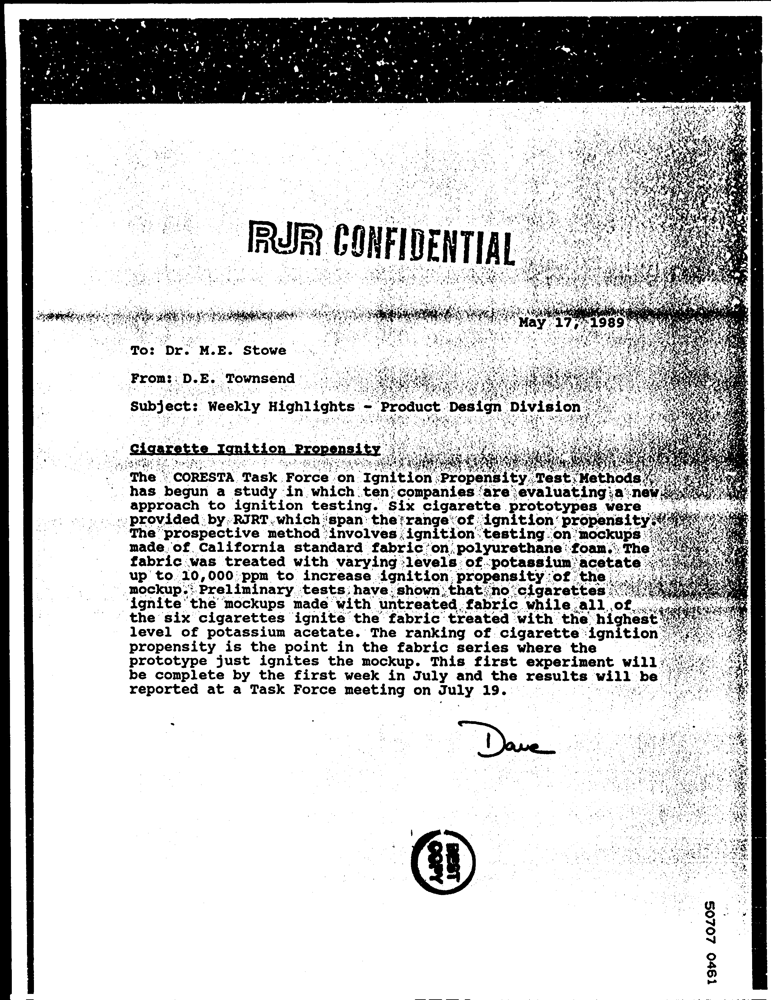 RJR CONFIDENTIAL
May 17, 1989
To: Dr. M.E. Stowe
From: D.E. Townsend
Subject: Weekly Highlights - Product Design Division
Cigarette Ignition Propensity
The CORESTA Task Force on Ignition Propensity Test Methods
has begun a study in which ten companies are evaluating a new
approach to ignition testing. Six cigarette prototypes were
provided by RJRT which span the range of ignition propensity.
The prospective method involves ignition testing on mockups
made of California standard fabric on polyurethane foam. The
fabric was treated with varying levels of potassium acetate
up to 10,000 ppm to increase ignition propensity of the
mockup. Preliminary tests have shown that no cigarettes
ignite the mockups made with untreated fabric while all of
the six cigarettes ignite the fabric treated with the highest
level of potassium acetate. The ranking of cigarette ignition
propensity is the point in the fabric series where the
prototype just ignites the mockup. This first experiment will
be complete by the first week in July and the results will be
reported at a Task Force meeting on July 19.
Dave
BEST
COPY
50707 0461